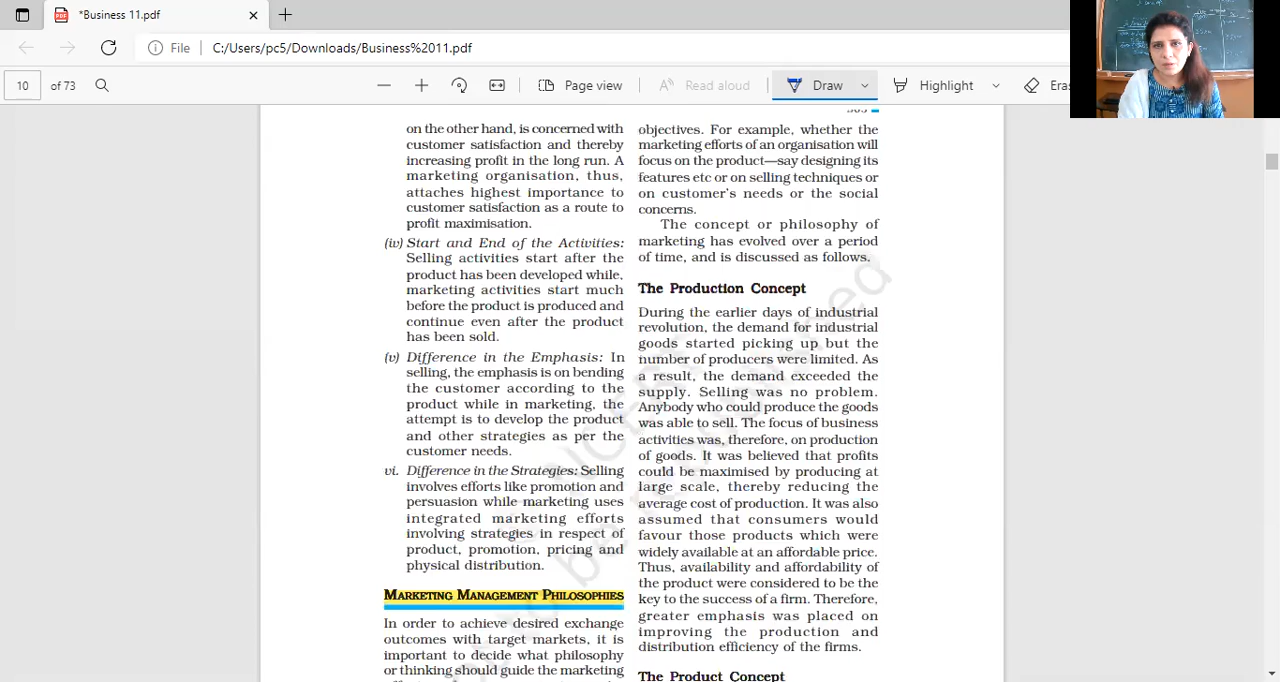 *Business 11.pdf
File
C:/Users/pc5/Downloads/Business%2011.pdf
10 of 73
Page view
Read aloud
Draw
Highlight
on the other hand, is concerned with
customer satisfaction and thereby
increasing profit in the long run. A
marketing organisation, thus,
attaches highest importance to
customer satisfaction as a route to
profit maximisation.
(iv) Start and End of the Activities:
Selling activities start after the
product has been developed while,
marketing activities start much
before the product is produced and
continue even after the product
has been sold.
(v) Difference in the Emphasis: In
selling, the emphasis is on bending
the customer according to the
product while in marketing, the
attempt is to develop the product
and other strategies as per the
customer needs.
vi. Difference in the Strategies: Selling
involves efforts like promotion and
persuasion while marketing uses
integrated marketing efforts
involving strategies in respect of
product, promotion, pricing and
physical distribution.
MARKETING MANAGEMENT PHILOSOPHIES
In order to achieve desired exchange
outcomes with target markets, it is
important to decide what philosophy
or thinking should guide the marketing
objectives. For example, whether the
marketing efforts of an organisation will
focus on the product—say designing its
features etc or on selling techniques or
on customer's needs or the social
concerns.
The concept or philosophy of
marketing has evolved over a period
of time, and is discussed as follows.
The Production Concept
During the earlier days of industrial
revolution, the demand for industrial
goods started picking up but the
number of producers were limited. As
a result, the demand exceeded the
supply. Selling was no problem.
Anybody who could produce the goods
was able to sell. The focus of business
activities was, therefore, on production
of goods. It was believed that profits
could be maximised by producing at
large scale, thereby reducing the
average cost of production. It was also
assumed that consumers would
favour those products which were
widely available at an affordable price.
Thus, availability and affordability of
the product were considered to be the
key to the success of a firm. Therefore,
greater emphasis was placed on
improving the production and
distribution efficiency of the firms.
The Product Concept